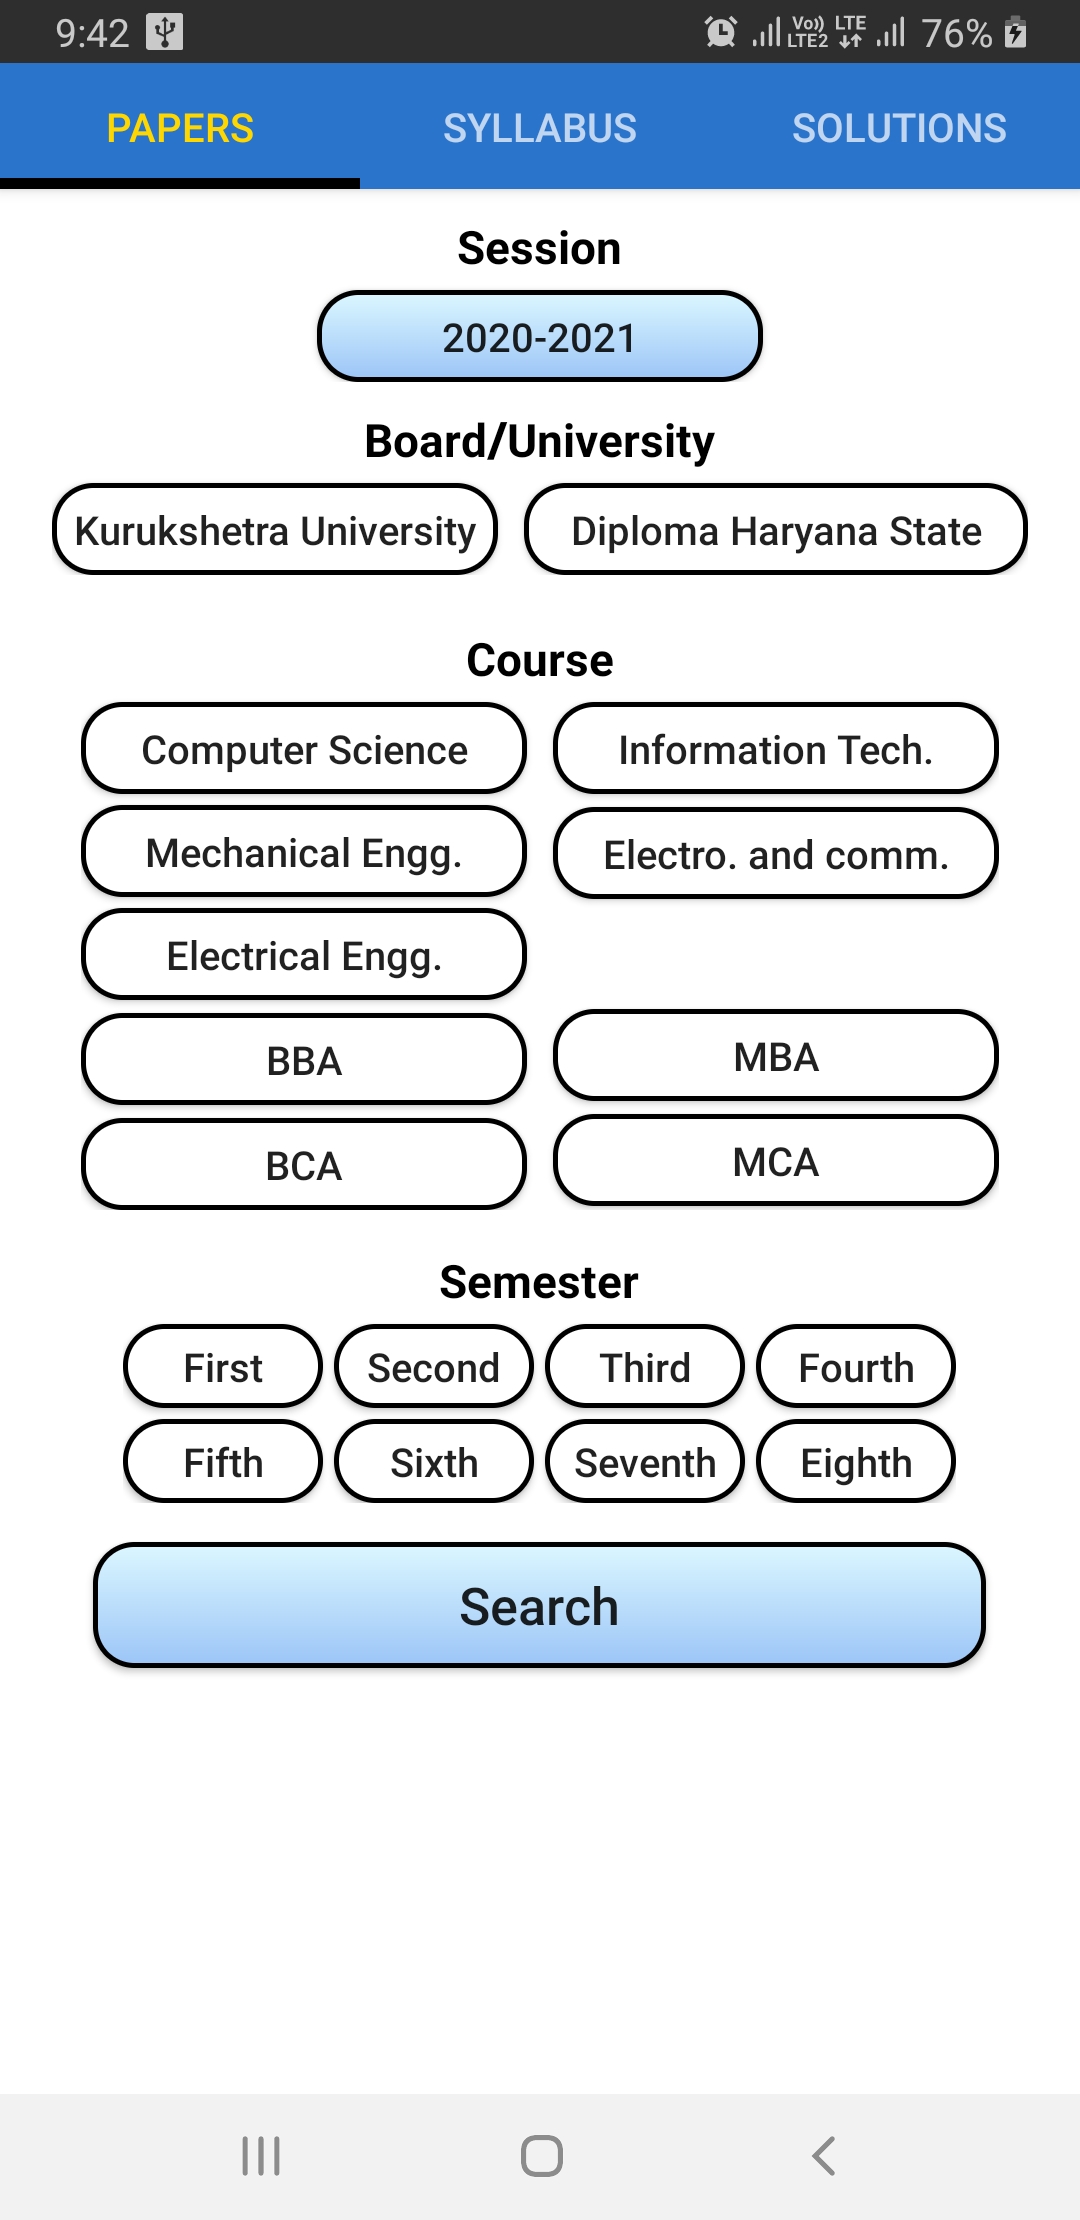 9:42 Vo)) LTE2 LTE 76%
PAPERS SYLLABUS SOLUTIONS
Session
2020-2021
Board/University
Kurukshetra University Diploma Haryana State
Course
Computer Science Information Tech.
Mechanical Engg. Electro. and comm.
Electrical Engg.
BBA MBA
BCA MCA
Semester
First Second Third Fourth
Fifth Sixth Seventh Eighth
Search